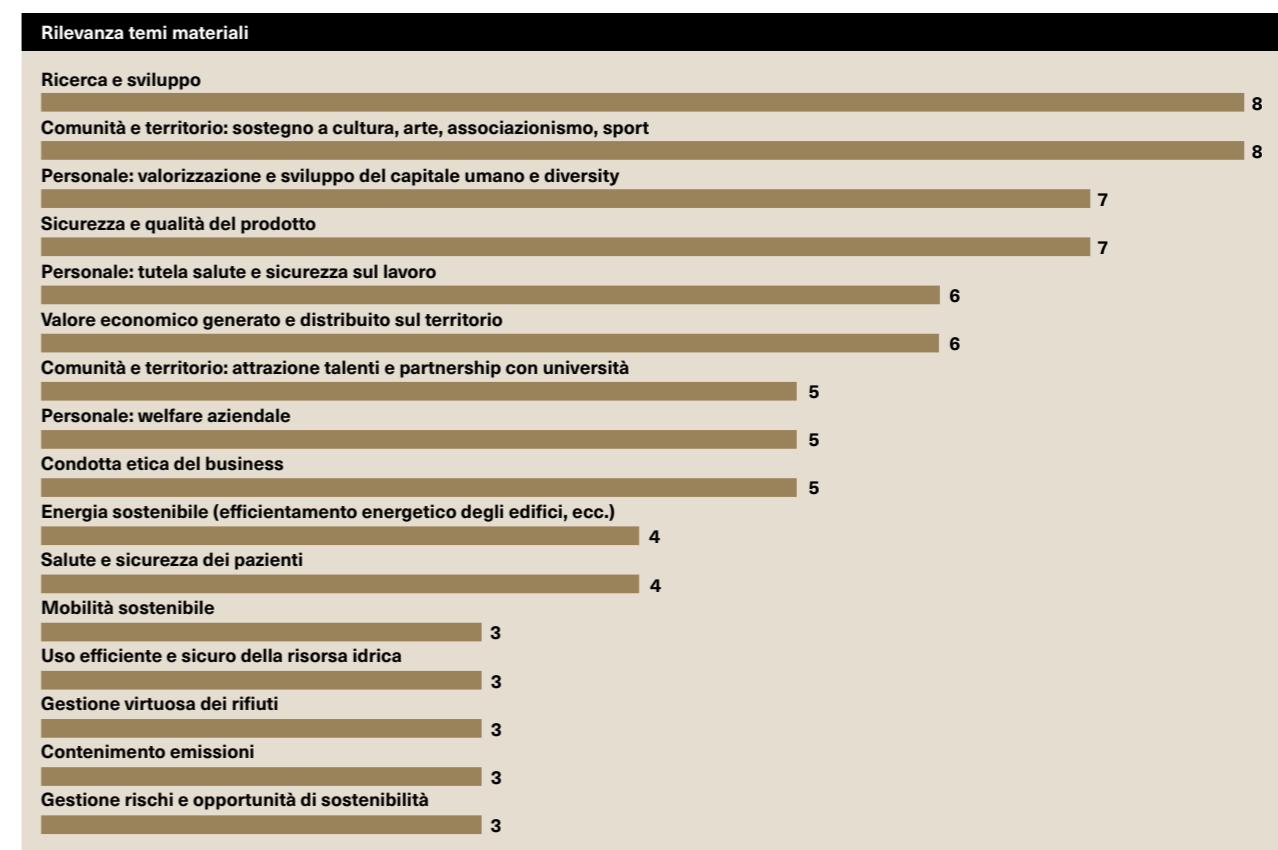 Rilevanza temi materiali
Ricerca e sviluppo
8
Comunità e territorio: sostegno a cultura, arte, associazionismo, sport
8
Personale: valorizzazione e sviluppo del capitale umano e diversity
7
Sicurezza e qualità del prodotto
7
Personale: tutela salute e sicurezza sul lavoro
6
Valore economico generato e distribuito sul territorio
6
Comunità e territorio: attrazione talenti e partnership con università
5
Personale: welfare aziendale
5
Condotta etica del business
5
Energia sostenibile (efficientamento energetico degli edifici, ecc.)
4
Salute e sicurezza dei pazienti
4
Mobilità sostenibile
3
Uso efficiente e sicuro della risorsa idrica
3
Gestione virtuosa dei rifiuti
3
Contenimento emissioni
3
Gestione rischi e opportunità di sostenibilità
3